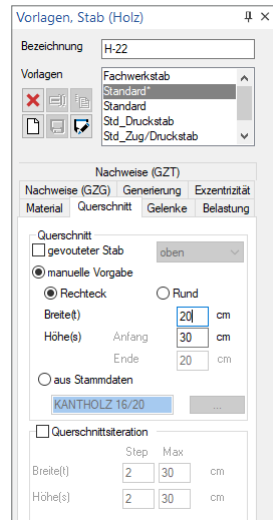 Vorlagen, Stab (Holz)
Bezeichnung H-22
Vorlagen
Fachwerkstab
Standard*
Standard
Std_Druckstab
Std_Zug/Druckstab
Nachweise (GZT)
Nachweise (GZG) Generierung Exzentrizität
Material Querschnitt Gelenke Belastung
Querschnitt
gevouteter Stab oben
manuelle Vorgabe
Rechteck Rund
Breite(t) 20 cm
Höhe(s) Anfang 30 cm
Ende 20 cm
aus Stammdaten
KANTHOLZ 16/20 ...
Querschnittsiteration
Step Max
Breite(t) 2 30 cm
Höhe(s) 2 30 cm